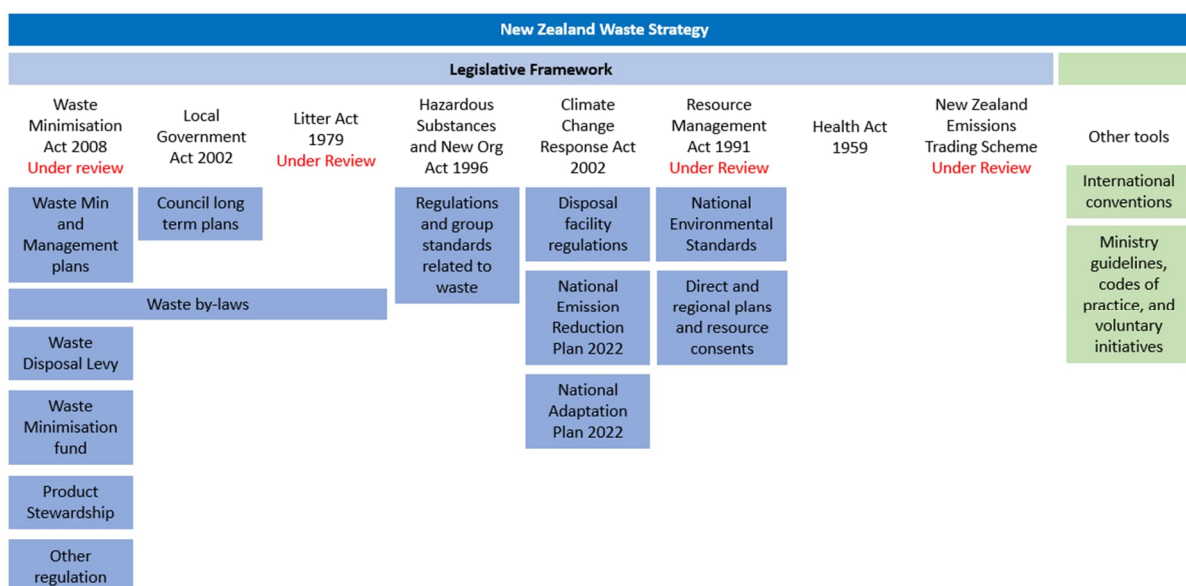 New Zealand Waste Strategy
Legislative Framework
Waste
Minimisation
Act 2008
Under review
Local
Government
Act 2002
Litter Act
1979
Under Review
Hazardous
Substances
and New Org
Act 1996
Climate
Change
Response Act
2002
Resource
Management
Act 1991
Under Review
Health Act
1959
New Zealand
Emissions
Trading Scheme
Under Review
Other tools
Waste Min
and
Management
plans
Council long
term plans
Regulations
and group
standards
related to
waste
Disposal
facility
regulations
National
Environmental
Standards
International
conventions
Waste by-laws
National
Emission
Reduction
Plan 2022
Direct and
regional plans
and resource
consents
Ministry
guidelines,
codes of
practice, and
voluntary
initiatives
Waste
Disposal Levy
National
Adaptation
Plan 2022
Waste
Minimisation
fund
Product
Stewardship
Other
regulation